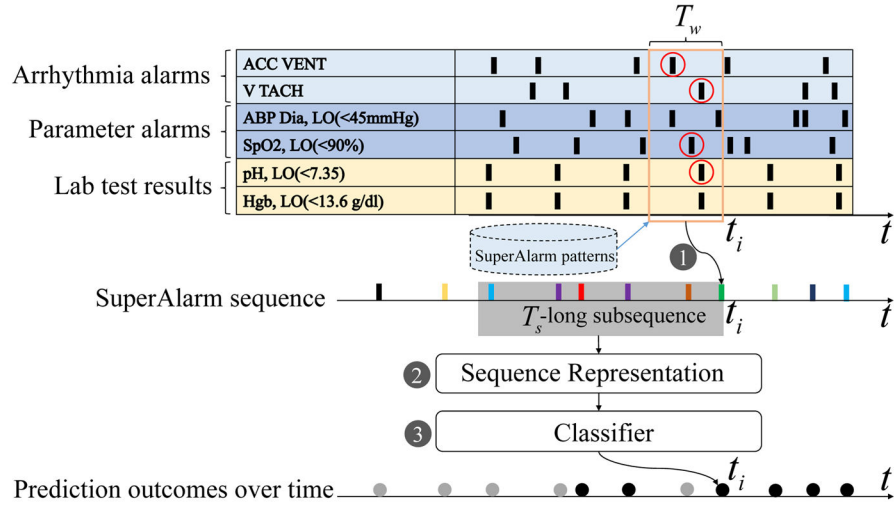 T_w
Arrhythmia alarms
ACC VENT
V TACH
Parameter alarms
ABP Dia, LO(<45mmHg)
SpO2, LO(<90%)
Lab test results
pH, LO(<7.35)
Hgb, LO(<13.6 g/dl)
t_i
t
SuperAlarm patterns
1
SuperAlarm sequence
T_s-long subsequence
t_i
t
2 Sequence Representation
3 Classifier
t_i
t
Prediction outcomes over time